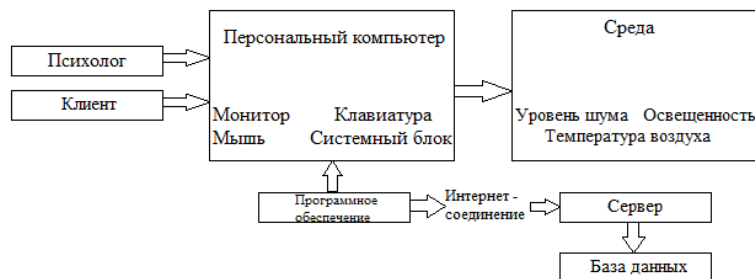 Персональный компьютер
Среда
Психолог
Клиент
Монитор Клавиатура
Мышь Системный блок
Уровень шума Освещенность
Температура воздуха
Программное
обеспечение
Интернет -
соединение
Сервер
База данных